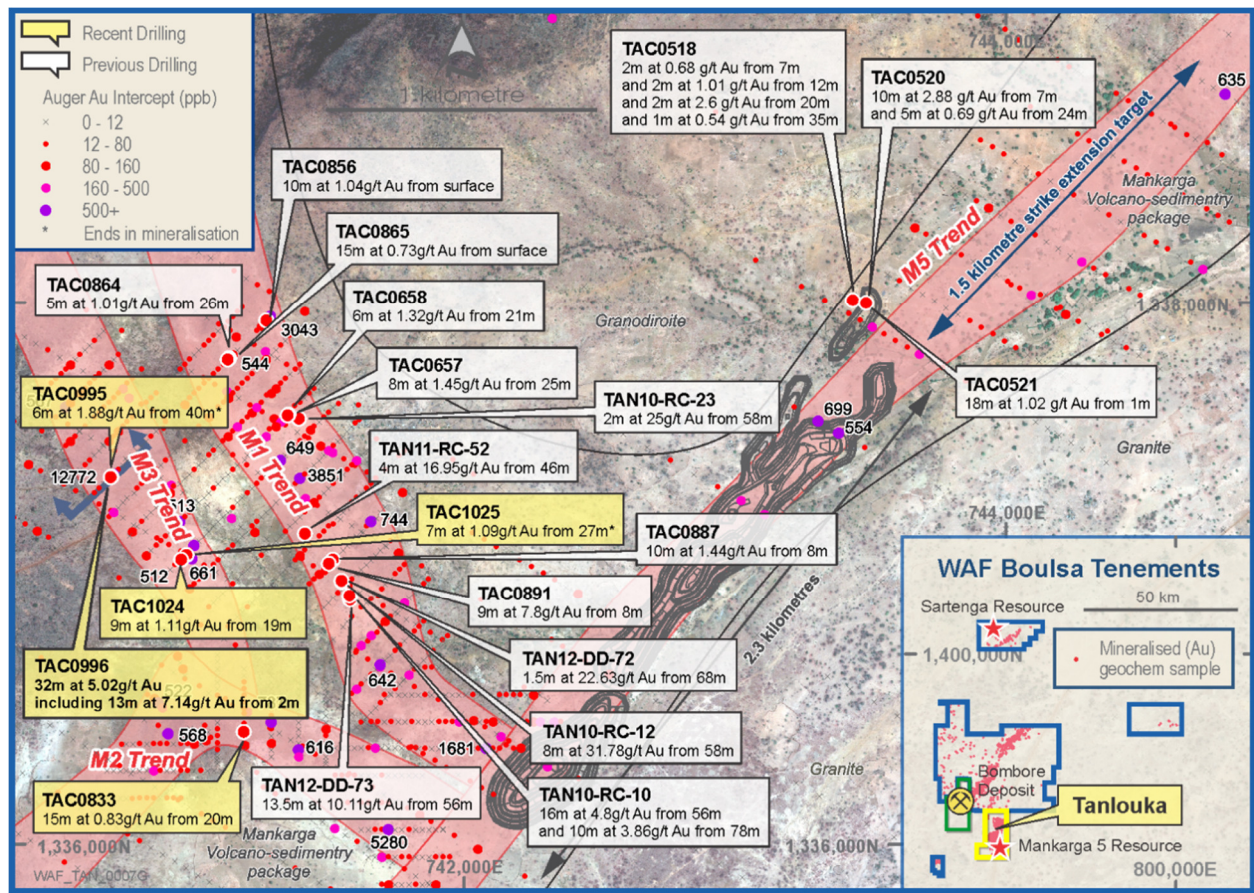 Recent Drilling
Previous Drilling
Auger Au Intercept (ppb)
0 - 12
12 - 80
80 - 160
160 - 500
500+
* Ends in mineralisation
1 kilometre
TAC0518
2m at 0.68 g/t Au from 7m
and 2m at 1.01 g/t Au from 12m
and 2m at 2.6 g/t Au from 20m
and 1m at 0.54 g/t Au from 35m
TAC0520
10m at 2.88 g/t Au from 7m
and 5m at 0.69 g/t Au from 24m
744,000E
635
TAC0856
10m at 1.04g/t Au from surface
TAC0865
15m at 0.73g/t Au from surface
TAC0864
5m at 1.01g/t Au from 26m
TAC0658
6m at 1.32g/t Au from 21m
Mankarga
Volcano-sedimentry
package
M5 Trend
1.5 kilometre strike extension target
1,338,000N
3043
544
Granodiroite
TAC0657
8m at 1.45g/t Au from 25m
TAC0995
6m at 1.88g/t Au from 40m*
TAN10-RC-23
2m at 25g/t Au from 58m
TAC0521
18m at 1.02 g/t Au from 1m
699
554
649
3851
M1 Trend
TAN11-RC-52
4m at 16.95g/t Au from 46m
Granite
12772
M3 Trend
513
TAC1025
7m at 1.09g/t Au from 27m*
744
744,000E
TAC0887
10m at 1.44g/t Au from 8m
512
661
TAC1024
9m at 1.11g/t Au from 19m
TAC0891
9m at 7.8g/t Au from 8m
2.3 kilometres
TAC0996
32m at 5.02g/t Au
including 13m at 7.14g/t Au from 2m
522
642
TAN12-DD-72
1.5m at 22.63g/t Au from 68m
TAN10-RC-12
8m at 31.78g/t Au from 58m
568
616
1681
M2 Trend
TAN12-DD-73
13.5m at 10.11g/t Au from 56m
TAN10-RC-10
16m at 4.8g/t Au from 56m
and 10m at 3.86g/t Au from 78m
Granite
TAC0833
15m at 0.83g/t Au from 20m
5280
Mankarga
Volcano-sedimentry
package
1,336,000N
742,000E
1,336,000N
WAF_TAN_0007G
WAF Boulsa Tenements
Sartenga Resource
50 km
Mineralised (Au)
geochem sample
1,400,000N
Bombore
Deposit
Tanlouka
Mankarga 5 Resource
800,000E